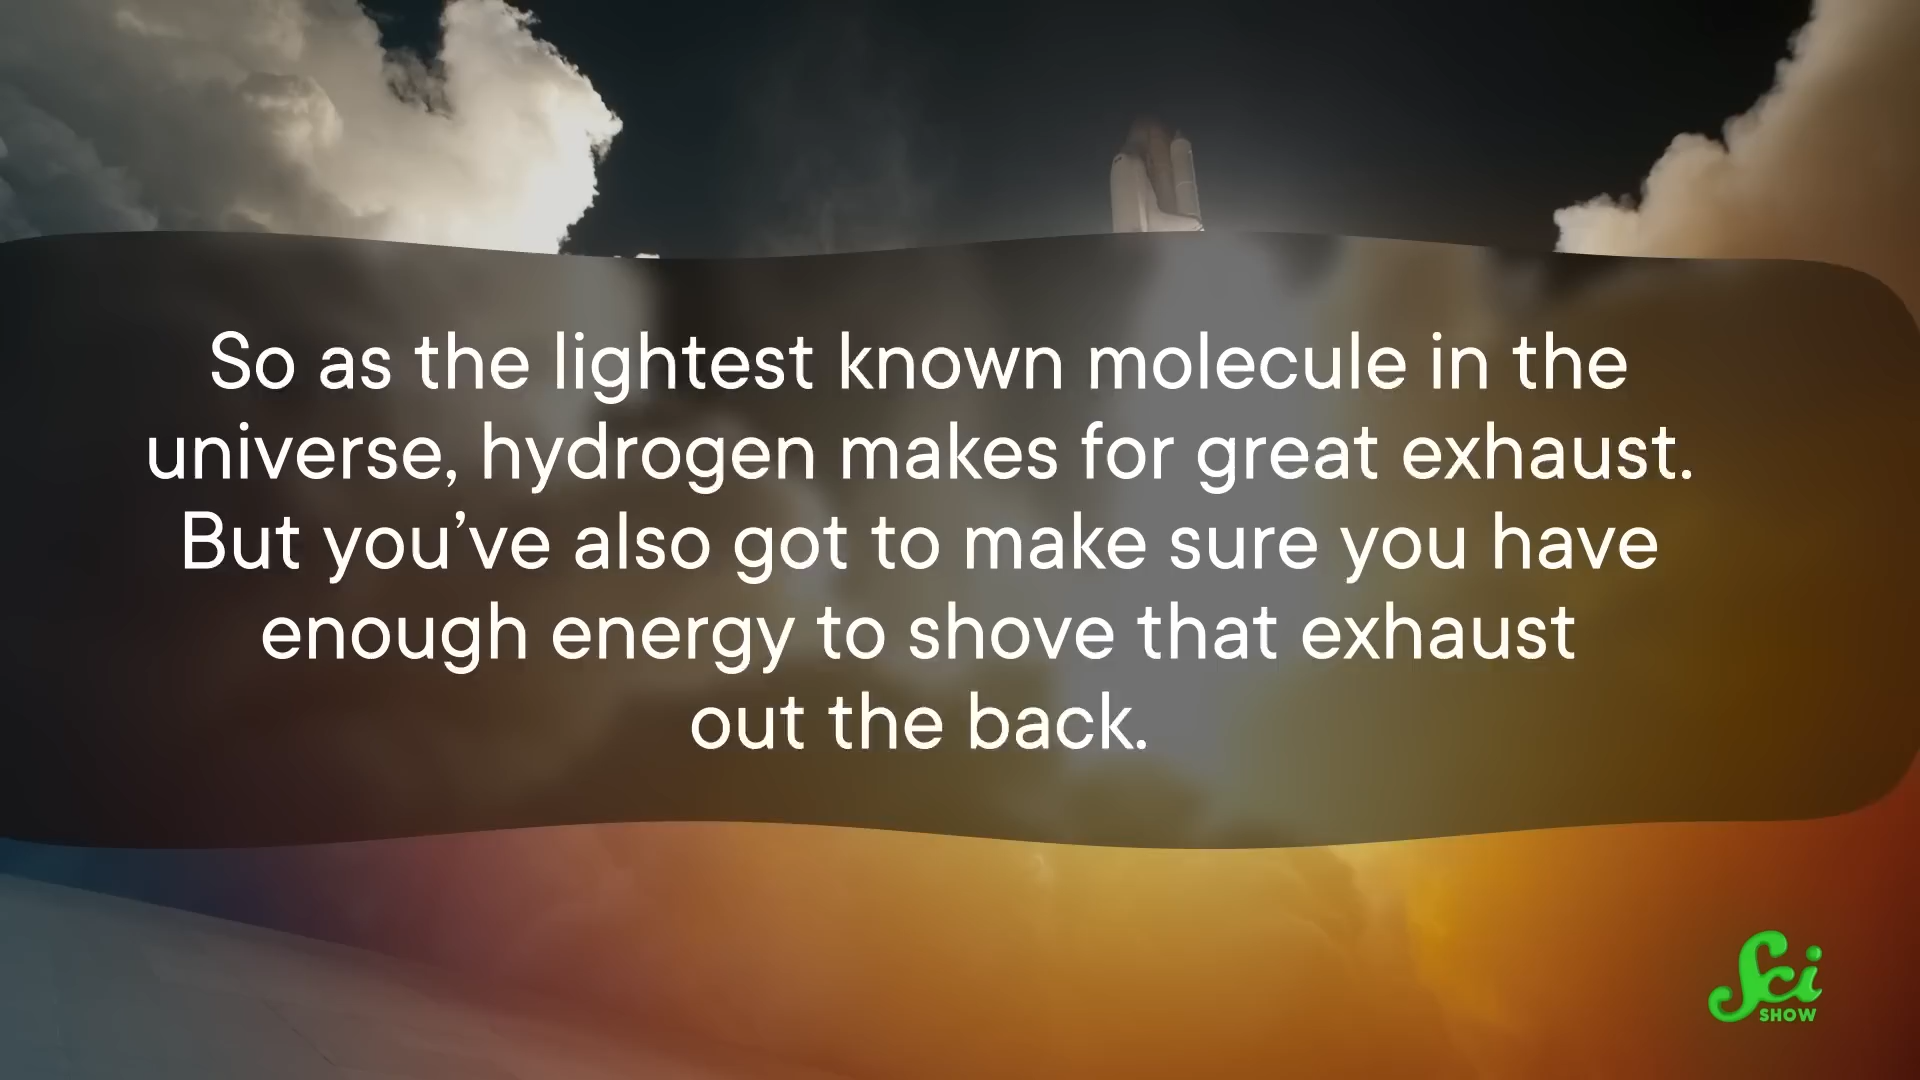 So as the lightest known molecule in the
universe, hydrogen makes for great exhaust.
But you’ve also got to make sure you have
enough energy to shove that exhaust
out the back.
Sci
SHOW